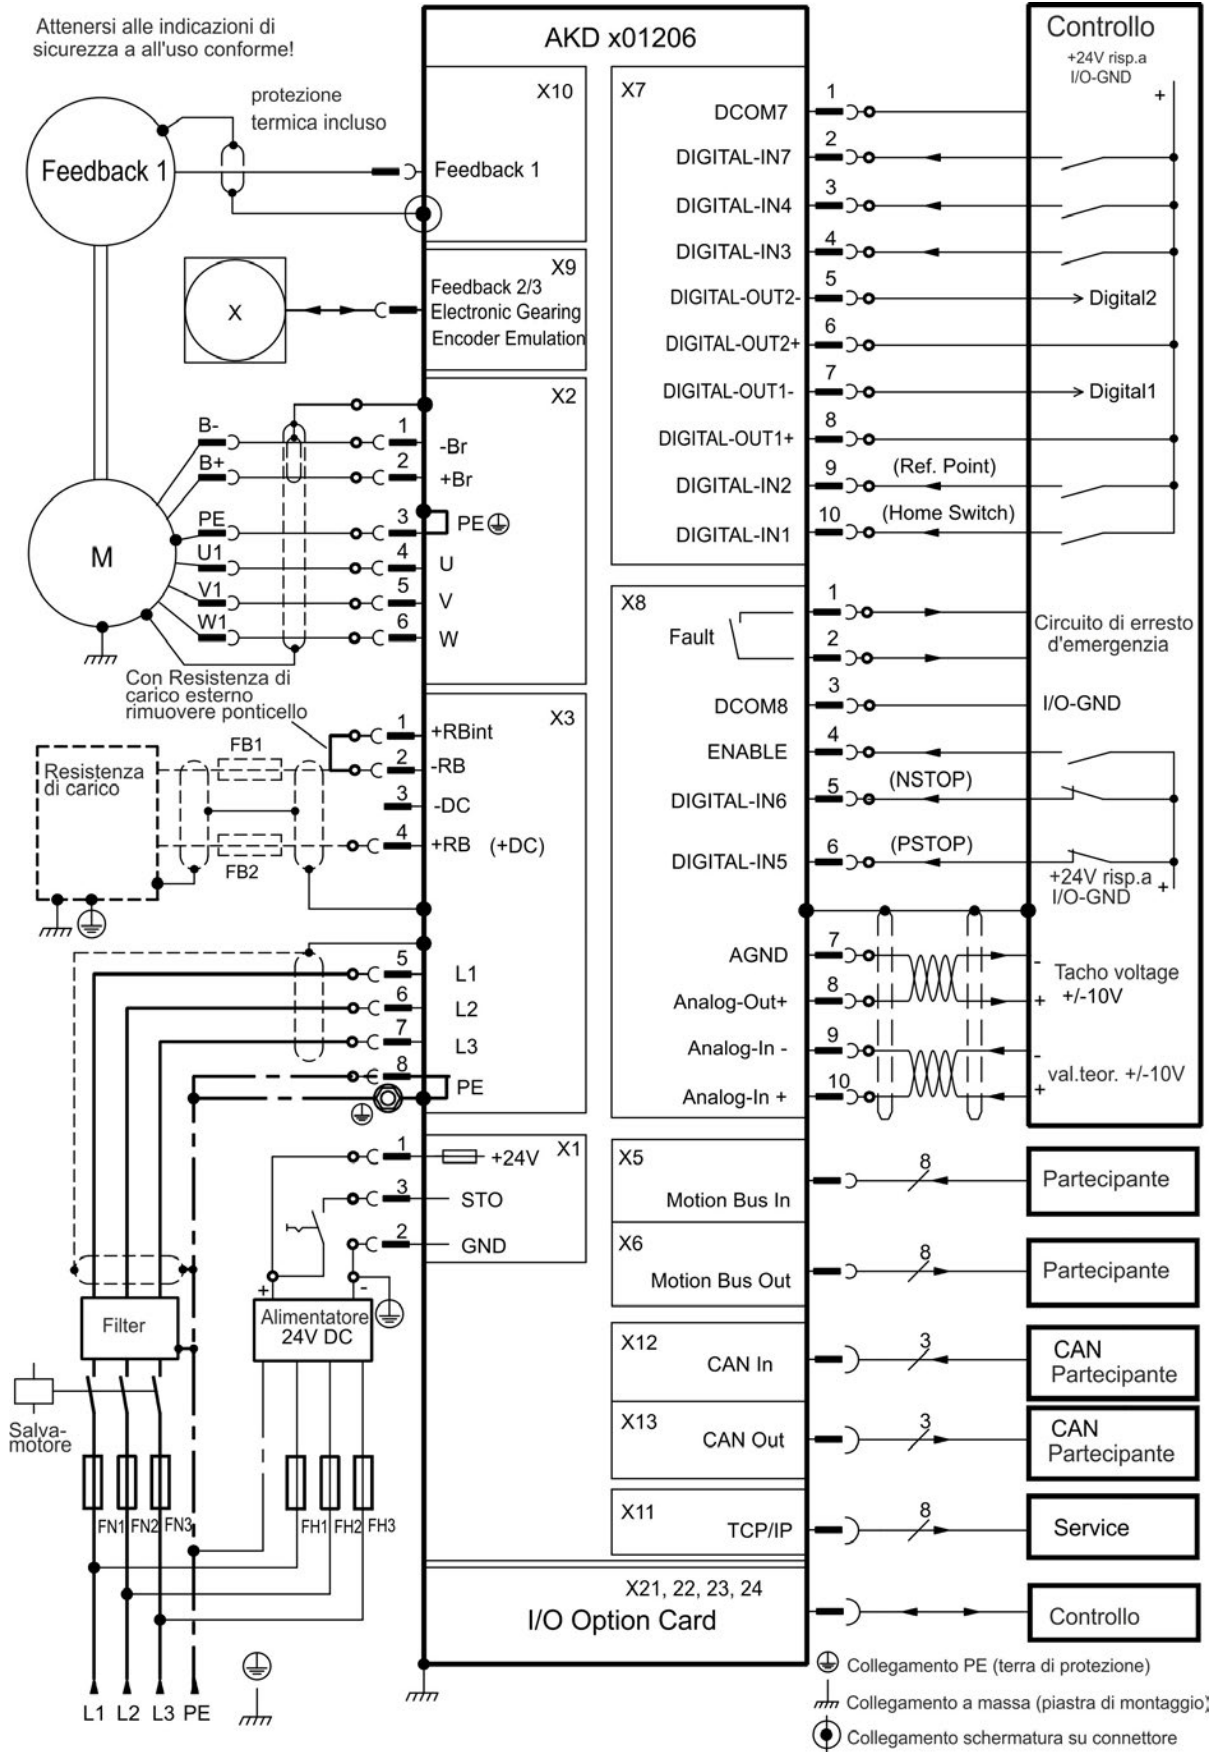 Attenersi alle indicazioni di
sicurezza a all'uso conforme!
AKD x01206
Controllo
+24V risp.a
I/O-GND
+
protezione
termica incluso
Feedback 1
X10
Feedback 1
X
X9
Feedback 2/3
Electronic Gearing
Encoder Emulation
X2
B-
1
-Br
B+
2
+Br
PE
3
PE
U1
4
U
V1
5
V
W1
6
W
M
Con Resistenza di
carico esterno
rimuovere ponticello
X3
Resistenza
di carico
FB1
FB2
1
+RBint
2
-RB
3
-DC
4
+RB (+DC)
5
L1
6
L2
7
L3
8
PE
X1
1
+24V
3
STO
2
GND
+
-
Alimentatore
24V DC
Filter
Salva-
motore
FN1 FN2 FN3
FH1 FH2 FH3
L1 L2 L3 PE
X7
DCOM7
1
DIGITAL-IN7
2
DIGITAL-IN4
3
DIGITAL-IN3
4
DIGITAL-OUT2-
5
Digital2
DIGITAL-OUT2+
6
DIGITAL-OUT1-
7
Digital1
DIGITAL-OUT1+
8
DIGITAL-IN2
9
(Ref. Point)
DIGITAL-IN1
10
(Home Switch)
X8
Fault
1
2
Circuito di erresto
d'emergenzia
DCOM8
3
I/O-GND
ENABLE
4
DIGITAL-IN6
5
(NSTOP)
DIGITAL-IN5
6
(PSTOP)
+24V risp.a
I/O-GND
+
AGND
7
-
Tacho voltage
+/-10V
Analog-Out+
8
+
Analog-In -
9
-
val.teor. +/-10V
Analog-In +
10
+
X5
Motion Bus In
8
Partecipante
X6
Motion Bus Out
8
Partecipante
X12
CAN In
3
CAN
Partecipante
X13
CAN Out
3
CAN
Partecipante
X11
TCP/IP
8
Service
X21, 22, 23, 24
I/O Option Card
Controllo
Collegamento PE (terra di protezione)
Collegamento a massa (piastra di montaggio)
Collegamento schermatura su connettore